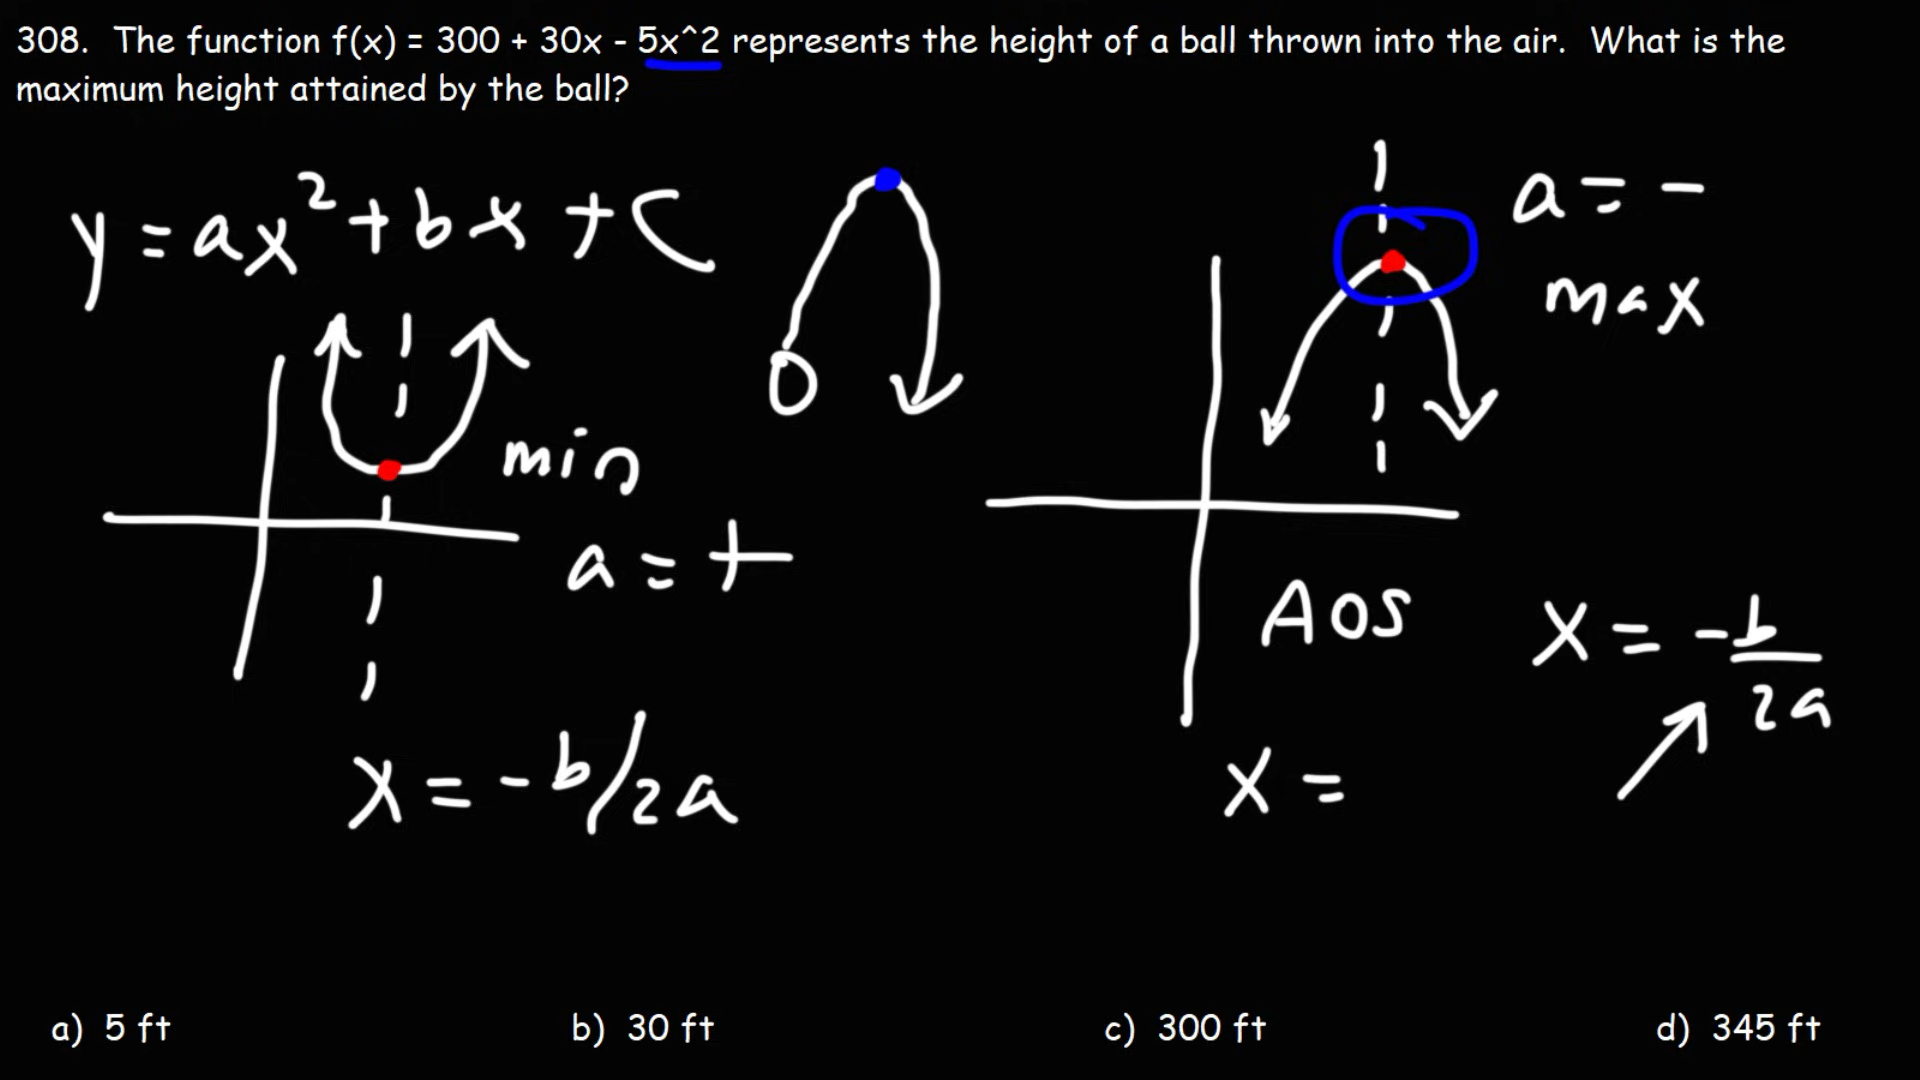 308. The function f(x) = 300 + 30x - 5x^2 represents the height of a ball thrown into the air. What is the
maximum height attained by the ball?
y = ax² + bx + C
a = -
max
min
a = +
AOS
x = -b/2a
x = -b/2a
x =
a) 5 ft
b) 30 ft
c) 300 ft
d) 345 ft